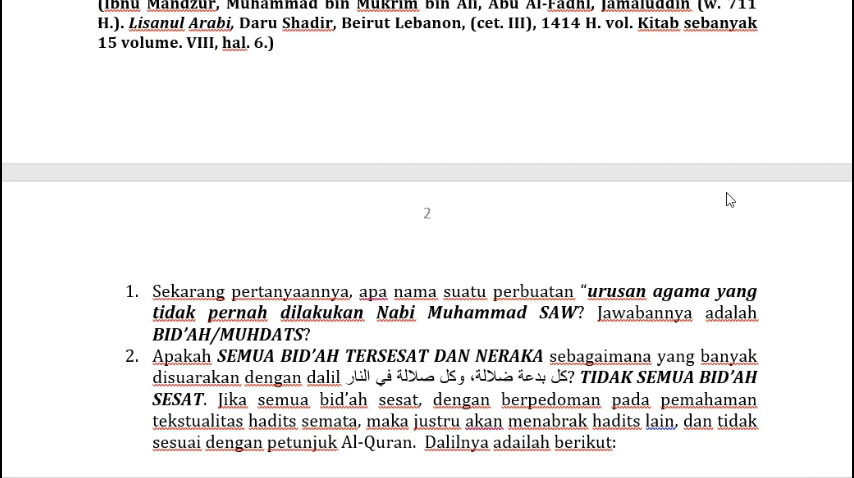 (Ibnu Mandzur, Muhammad bin Mukrim bin Ali, Abu Al-Fadhl, Jamaluddin (w. 711
H.). Lisanul Arabi, Daru Shadir, Beirut Lebanon, (cet. III), 1414 H. vol. Kitab sebanyak
15 volume. VIII, hal. 6.)
2
1. Sekarang pertanyaannya, apa nama suatu perbuatan “urusan agama yang
tidak pernah dilakukan Nabi Muhammad SAW? Jawabannya adalah
BID’AH/MUHDATS?
2. Apakah SEMUA BID’AH TERSESAT DAN NERAKA sebagaimana yang banyak
disuarakan dengan dalil كل بدعة ضلالة، وكل صلالة في النار? TIDAK SEMUA BID’AH
SESAT. Jika semua bid’ah sesat, dengan berpedoman pada pemahaman
tekstualitas hadits semata, maka justru akan menabrak hadits lain, dan tidak
sesuai dengan petunjuk Al-Quran. Dalilnya adailah berikut: